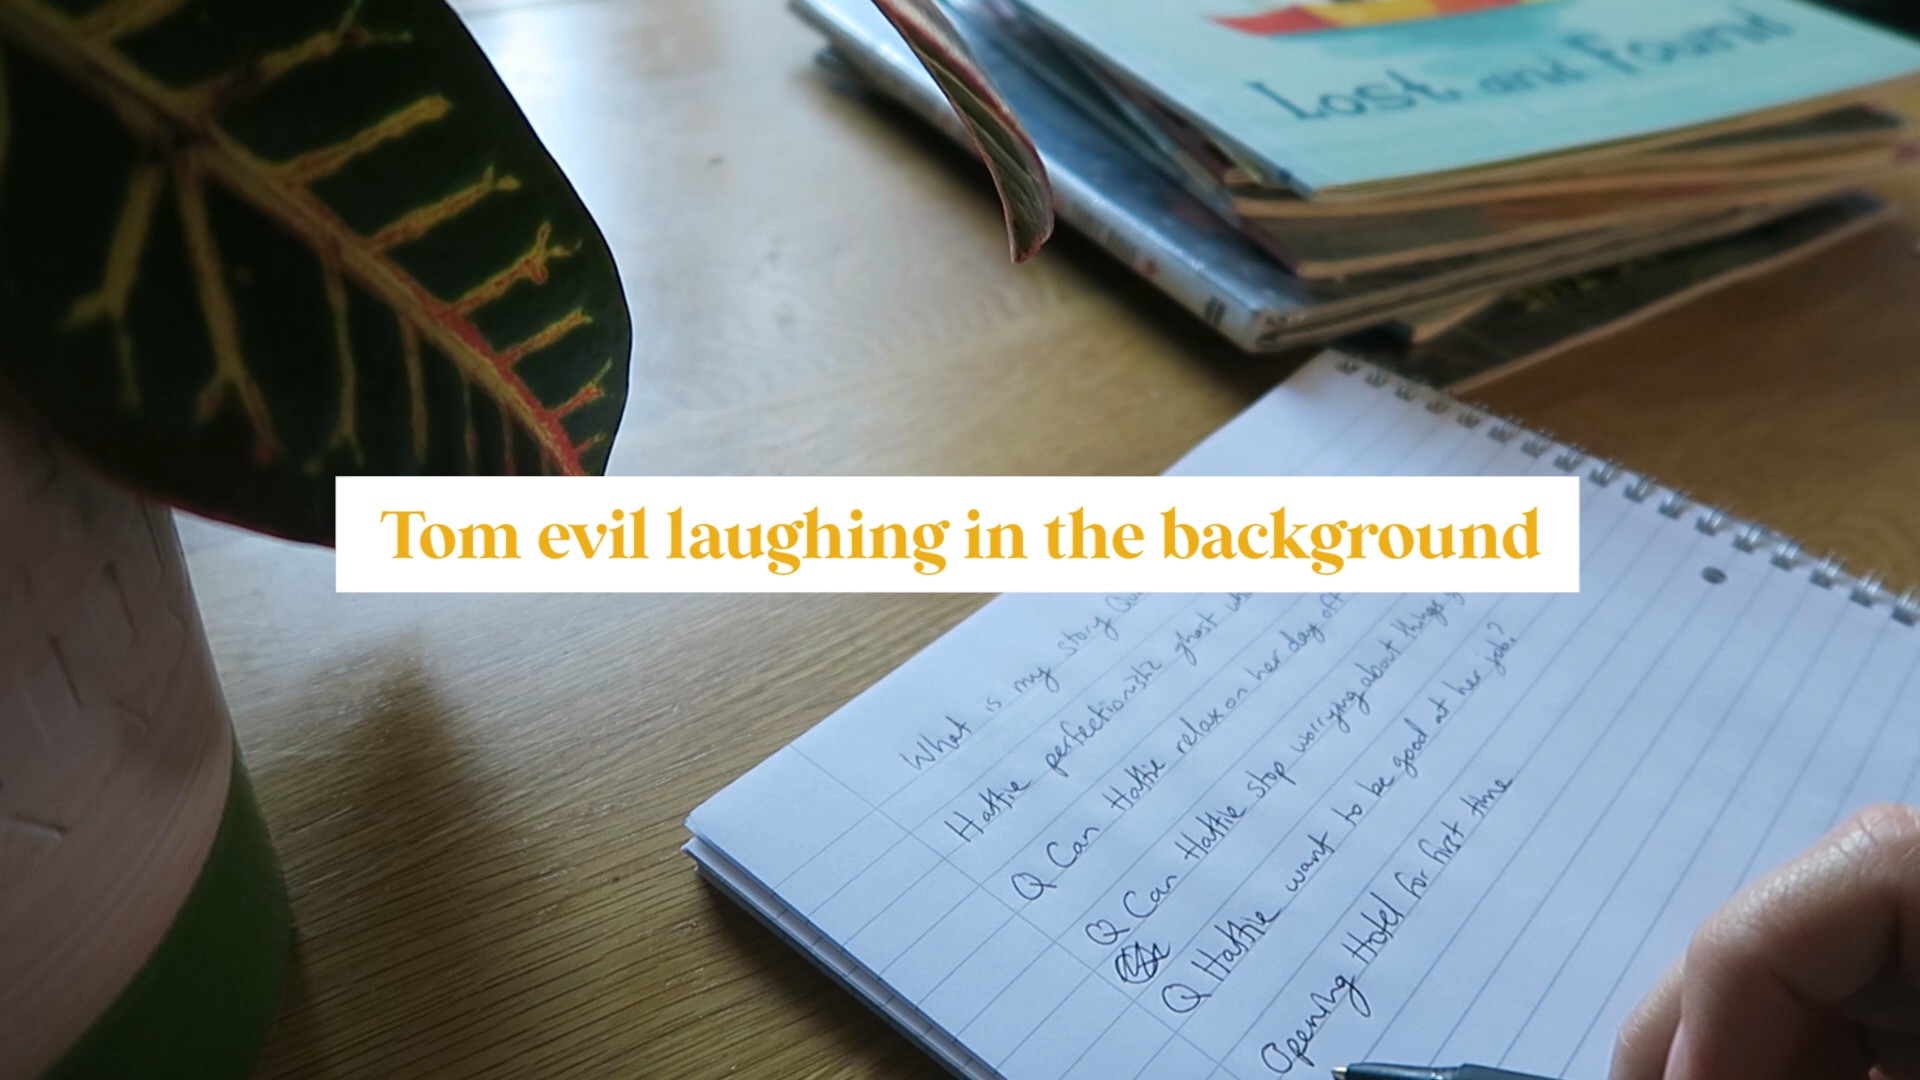 Lost and Found
Tom evil laughing in the background
What is my story
Hattie perfectionistic ghost
Q Can Hattie relax on her day off
Q Can Hattie stop worrying about things
Q Hattie want to be good at her job?
Opening Hotel for first time